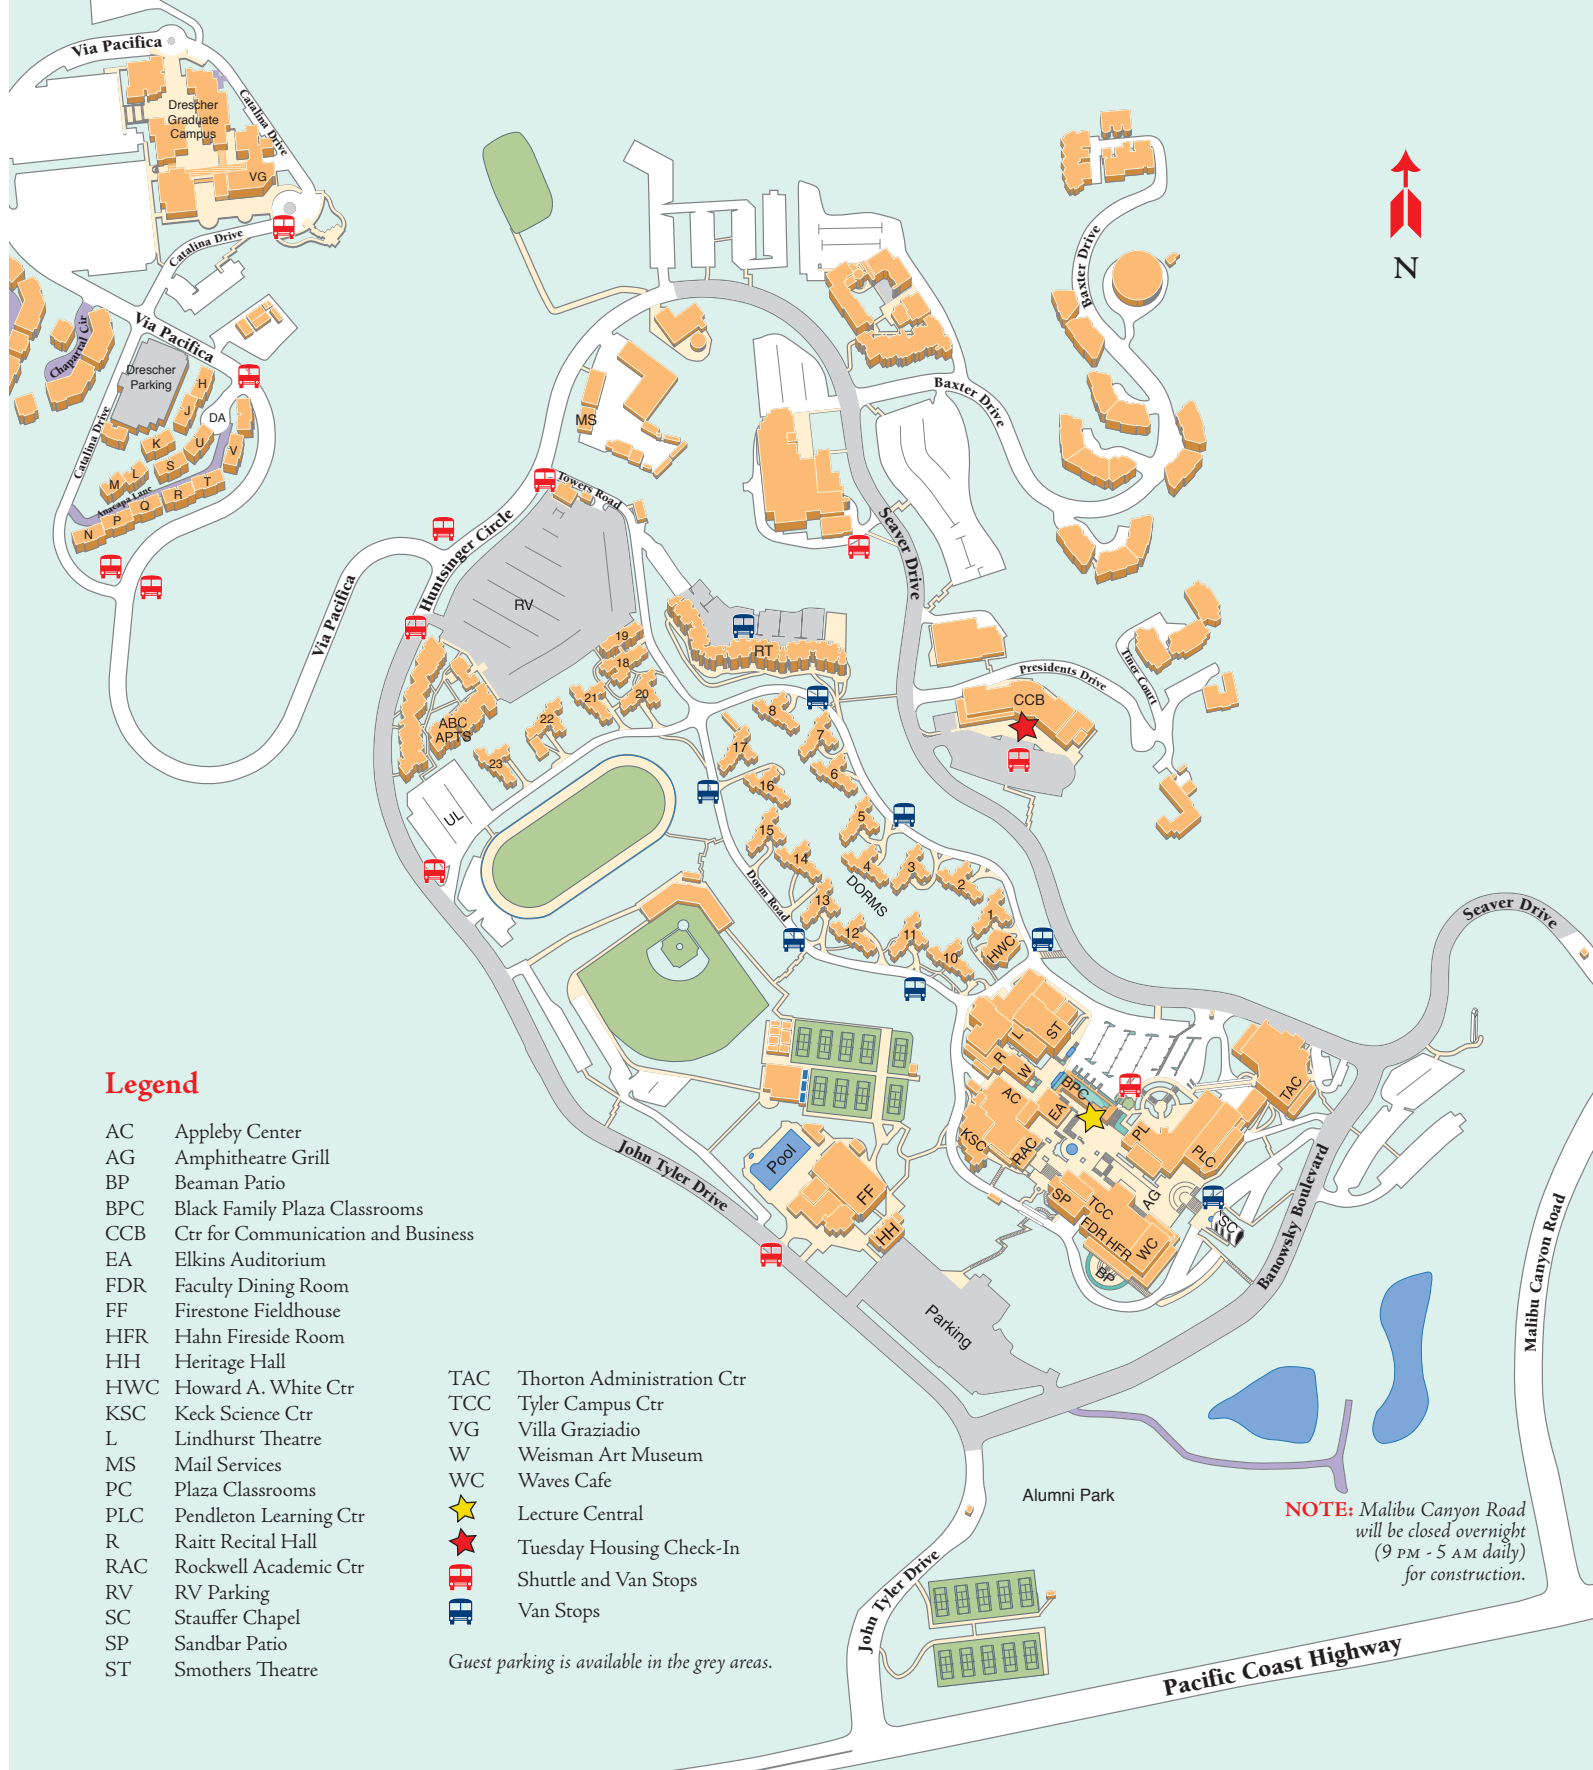 Via Pacifica
Catalina Drive
Drescher
Graduate
Campus
VG
Catalina Drive
N
Baxter Drive
Chaparral Cir
Via Pacifica
Drescher
Parking
H
J
DA
K
U
V
S
L
M
T
R
Q
P
N
Anacapa Lane
Catalina Drive
MS
Baxter Drive
Towers Road
Seaver Drive
Huntsinger Circle
Via Pacifica
RV
19
18
20
21
22
23
ABC
APTS
UL
RT
Presidents Drive
Tiner Court
CCB
8
7
17
6
16
5
15
14
4
3
2
DORMS
13
1
12
11
10
HWC
Dorm Road
Seaver Drive
L
ST
R
W
BPC
AC
EA
KSC
RAC
PL
PLC
TAC
SP
TCC
AG
FDR
HFR
WC
BP
SC
Pool
FF
HH
Parking
John Tyler Drive
Banowsky Boulevard
Malibu Canyon Road
Alumni Park
John Tyler Drive
Pacific Coast Highway
NOTE: Malibu Canyon Road
will be closed overnight
(9 PM - 5 AM daily)
for construction.
Legend
AC Appleby Center
AG Amphitheatre Grill
BP Beaman Patio
BPC Black Family Plaza Classrooms
CCB Ctr for Communication and Business
EA Elkins Auditorium
FDR Faculty Dining Room
FF Firestone Fieldhouse
HFR Hahn Fireside Room
HH Heritage Hall
HWC Howard A. White Ctr
KSC Keck Science Ctr
L Lindhurst Theatre
MS Mail Services
PC Plaza Classrooms
PLC Pendleton Learning Ctr
R Raitt Recital Hall
RAC Rockwell Academic Ctr
RV RV Parking
SC Stauffer Chapel
SP Sandbar Patio
ST Smothers Theatre
TAC Thorton Administration Ctr
TCC Tyler Campus Ctr
VG Villa Graziadio
W Weisman Art Museum
WC Waves Cafe
Lecture Central
Tuesday Housing Check-In
Shuttle and Van Stops
Van Stops
Guest parking is available in the grey areas.